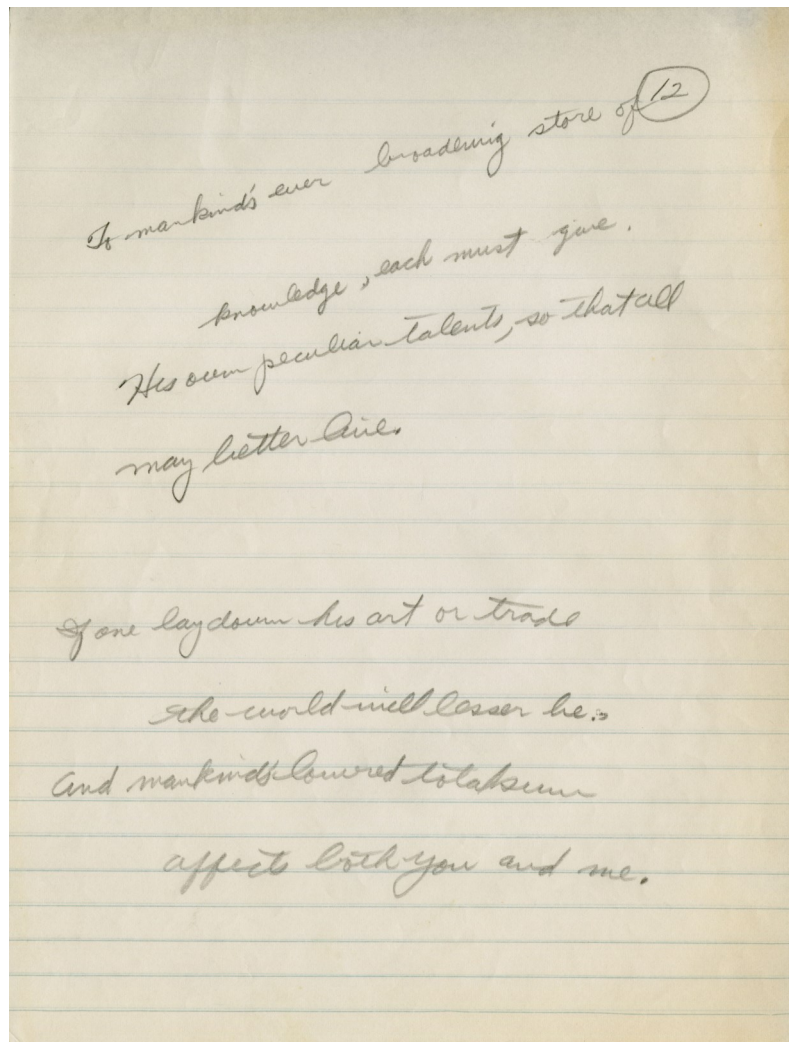 12
To mankind's ever broadening store of
knowledge, each must give.
His own peculiar talents, so that all
may better live.
If one lay down his art or trade
the world will lesser be.
And mankind's lowered total sum
affects both you and me.